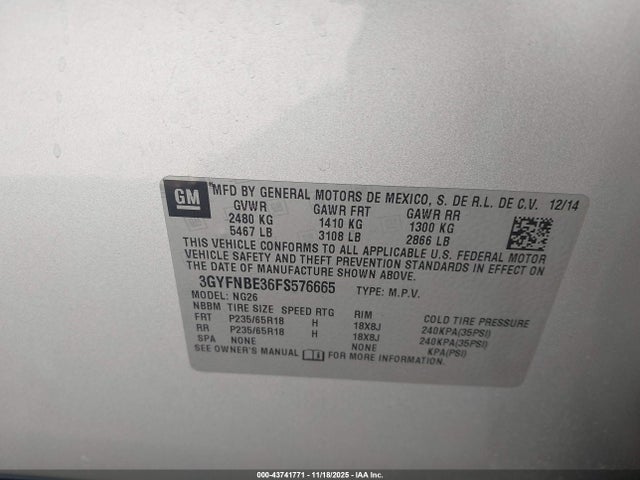 GM
MFD BY GENERAL MOTORS DE MEXICO, S. DE R.L. DE C.V. 12/14
GVWR GAWR FRT GAWR RR
2480 KG 1410 KG 1300 KG
5467 LB 3108 LB 2866 LB
THIS VEHICLE CONFORMS TO ALL APPLICABLE U.S. FEDERAL MOTOR
VEHICLE SAFETY AND THEFT PREVENTION STANDARDS IN EFFECT ON
THE DATE OF MANUFACTURE SHOWN ABOVE.
3GYFNBE36FS576665 TYPE: M.P.V.
MODEL: NG26
NBBM TIRE SIZE SPEED RTG RIM COLD TIRE PRESSURE
FRT P235/65R18 H 18X8J 240KPA(35PSI)
RR P235/65R18 H 18X8J 240KPA(35PSI)
SPA NONE NONE KPA(PSI)
SEE OWNER'S MANUAL FOR MORE INFORMATION.
000-43741771 - 11/18/2025 - IAA Inc.